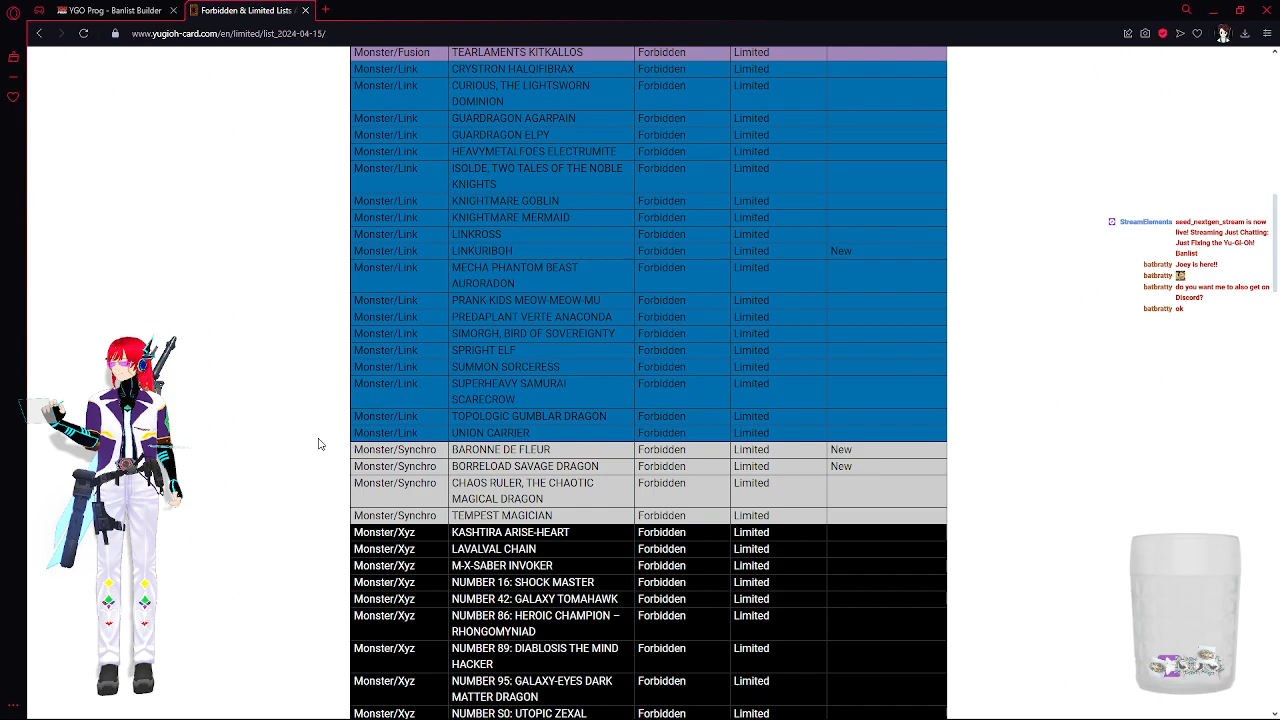 YGO Prog - Banlist Builder
Forbidden & Limited Lists
www.yugioh-card.com/en/limited/list_2024-04-15/
Monster/Fusion TEARLAMENTS KITKALLOS Forbidden Limited
Monster/Link CRYSTRON HALQIFIBRAX Forbidden Limited
Monster/Link CURIOUS, THE LIGHTSWORN Forbidden Limited
DOMINION
Monster/Link GUARDRAGON AGARPAIN Forbidden Limited
Monster/Link GUARDRAGON ELPY Forbidden Limited
Monster/Link HEAVYMETALFOES ELECTRUMITE Forbidden Limited
Monster/Link ISOLDE, TWO TALES OF THE NOBLE Forbidden Limited
KNIGHTS
Monster/Link KNIGHTMARE GOBLIN Forbidden Limited
Monster/Link KNIGHTMARE MERMAID Forbidden Limited
Monster/Link LINKROSS Forbidden Limited
Monster/Link LINKURIBOH Forbidden Limited New
Monster/Link MECHA PHANTOM BEAST Forbidden Limited
AURORADON
Monster/Link PRANK KIDS MEOW-MEOW-MU Forbidden Limited
Monster/Link PREDAPLANT VERTE ANACONDA Forbidden Limited
Monster/Link SIMORGH, BIRD OF SOVEREIGNTY Forbidden Limited
Monster/Link SPRIGHT ELF Forbidden Limited
Monster/Link SUMMON SORCERESS Forbidden Limited
Monster/Link SUPERHEAVY SAMURAI Forbidden Limited
SCARECROW
Monster/Link TOPOLOGIC GUMBLAR DRAGON Forbidden Limited
Monster/Link UNION CARRIER Forbidden Limited
Monster/Synchro BARONNE DE FLEUR Forbidden Limited New
Monster/Synchro BORRELOAD SAVAGE DRAGON Forbidden Limited New
Monster/Synchro CHAOS RULER, THE CHAOTIC Forbidden Limited
MAGICAL DRAGON
Monster/Synchro TEMPEST MAGICIAN Forbidden Limited
Monster/Xyz KASHTIRA ARISE-HEART Forbidden Limited
Monster/Xyz LAVALVAL CHAIN Forbidden Limited
Monster/Xyz M-X-SABER INVOKER Forbidden Limited
Monster/Xyz NUMBER 16: SHOCK MASTER Forbidden Limited
Monster/Xyz NUMBER 42: GALAXY TOMAHAWK Forbidden Limited
Monster/Xyz NUMBER 86: HEROIC CHAMPION – Forbidden Limited
RHONGOMYNIAD
Monster/Xyz NUMBER 89: DIABLOSIS THE MIND Forbidden Limited
HACKER
Monster/Xyz NUMBER 95: GALAXY-EYES DARK Forbidden Limited
MATTER DRAGON
Monster/Xyz NUMBER S0: UTOPIC ZEXAL Forbidden Limited
StreamElements seed_nextgen_stream is now
live! Streaming Just Chatting:
Just Fixing the Yu-Gi-Oh!
Banlist
batbratty Joey is here!!
batbratty
batbratty do you want me to also get on
Discord?
batbratty ok